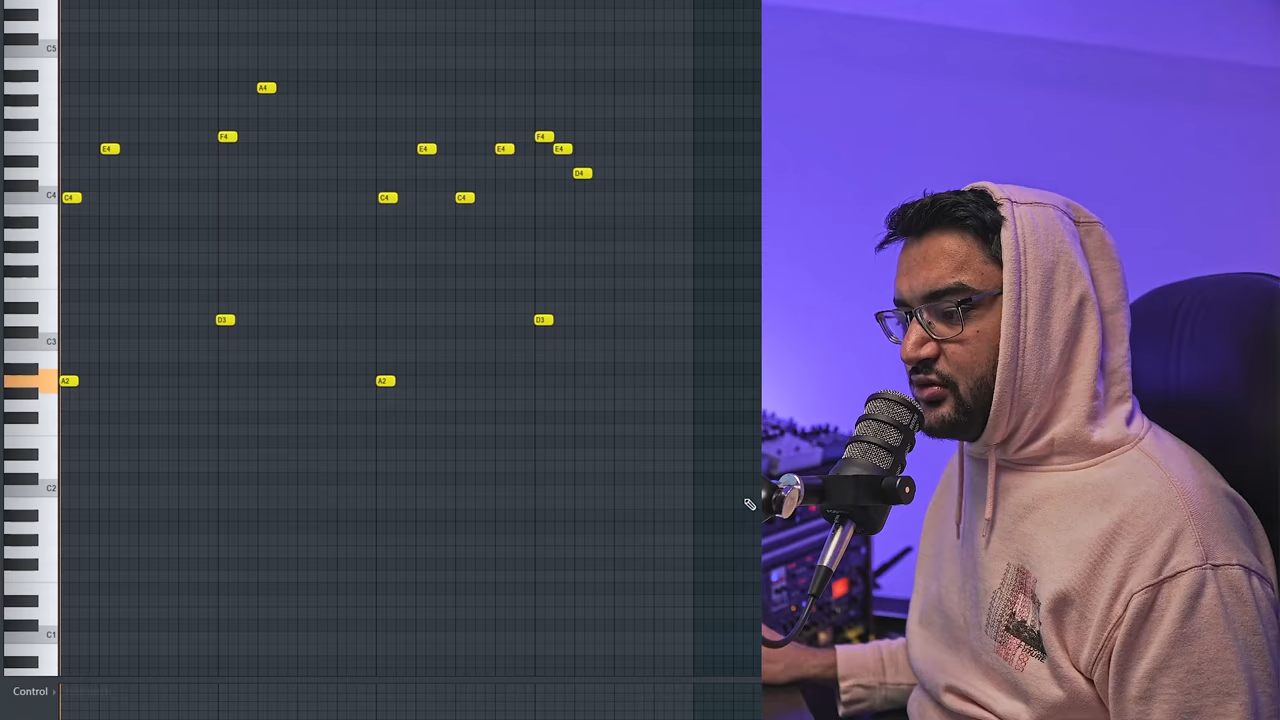 C5
A4
F4 F4
E4 E4 E4 E4
D4
C4 C4 C4 C4
D3 D3
C3
A2 A2
C2
C1
Control